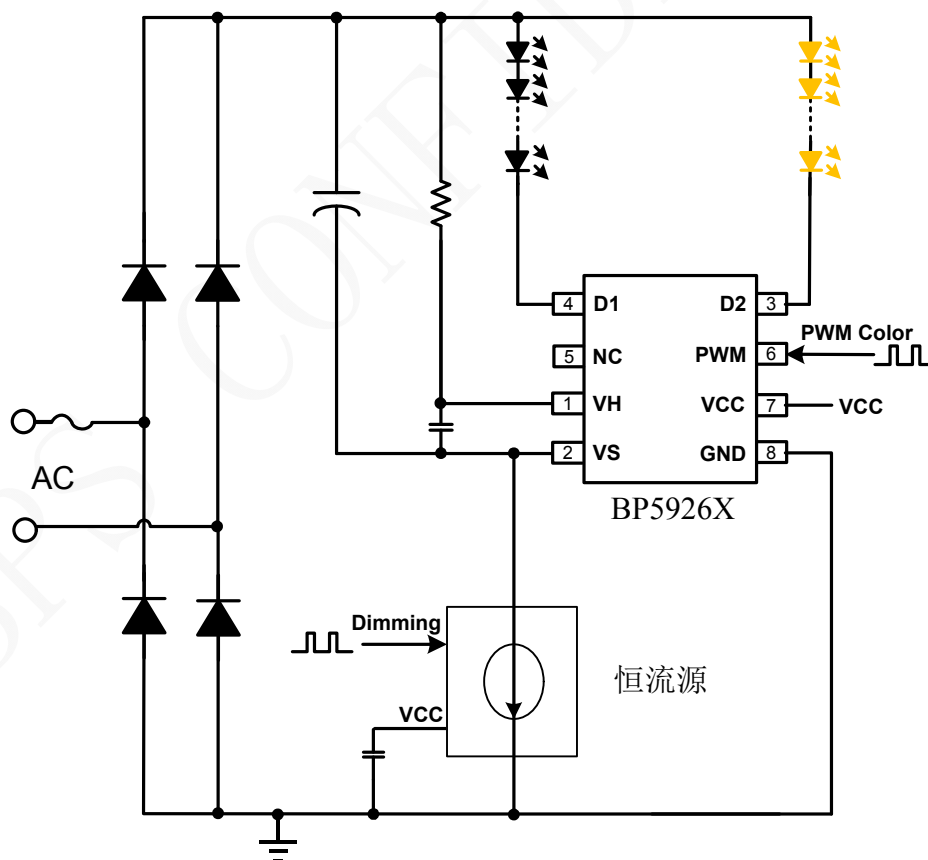 4 D1
D2 3
PWM Color
5 NC
PWM 6
1 VH
VCC 7
VCC
2 VS
GND 8
AC
BP5926X
Dimming
恒流源
VCC